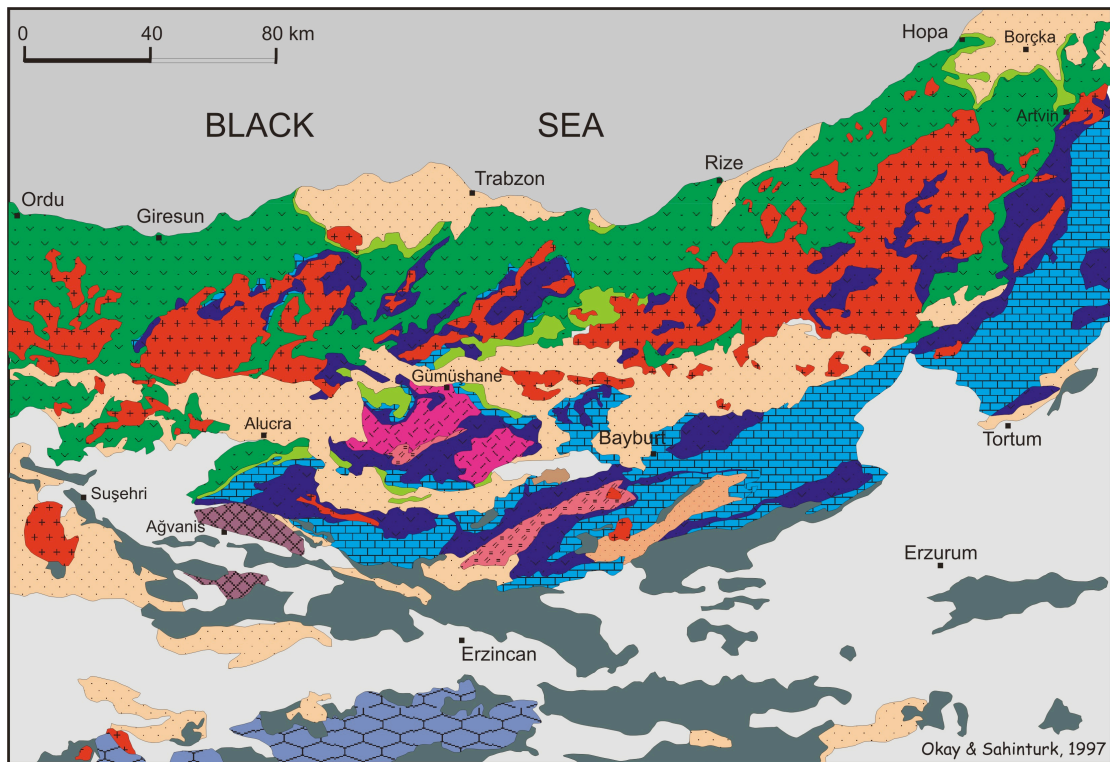 0 40 80 km
Hopa
Borçka
BLACK SEA
Artvin
Rize
Trabzon
Ordu
Giresun
Gümüshane
Alucra
Bayburt
Tortum
Suşehri
Ağvanis
Erzurum
Erzincan
Okay & Sahinturk, 1997